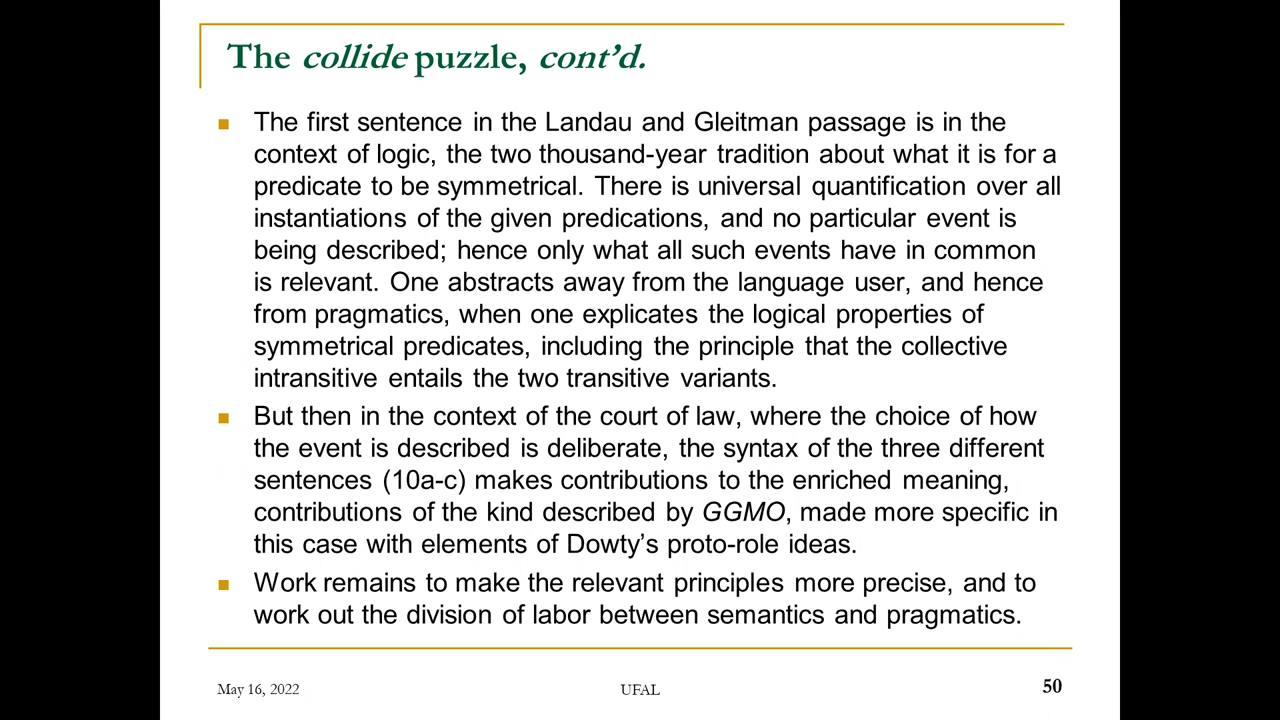 The collide puzzle, cont’d.
The first sentence in the Landau and Gleitman passage is in the
context of logic, the two thousand-year tradition about what it is for a
predicate to be symmetrical. There is universal quantification over all
instantiations of the given predications, and no particular event is
being described; hence only what all such events have in common
is relevant. One abstracts away from the language user, and hence
from pragmatics, when one explicates the logical properties of
symmetrical predicates, including the principle that the collective
intransitive entails the two transitive variants.
But then in the context of the court of law, where the choice of how
the event is described is deliberate, the syntax of the three different
sentences (10a-c) makes contributions to the enriched meaning,
contributions of the kind described by GGMO, made more specific in
this case with elements of Dowty’s proto-role ideas.
Work remains to make the relevant principles more precise, and to
work out the division of labor between semantics and pragmatics.
May 16, 2022
UFAL
50